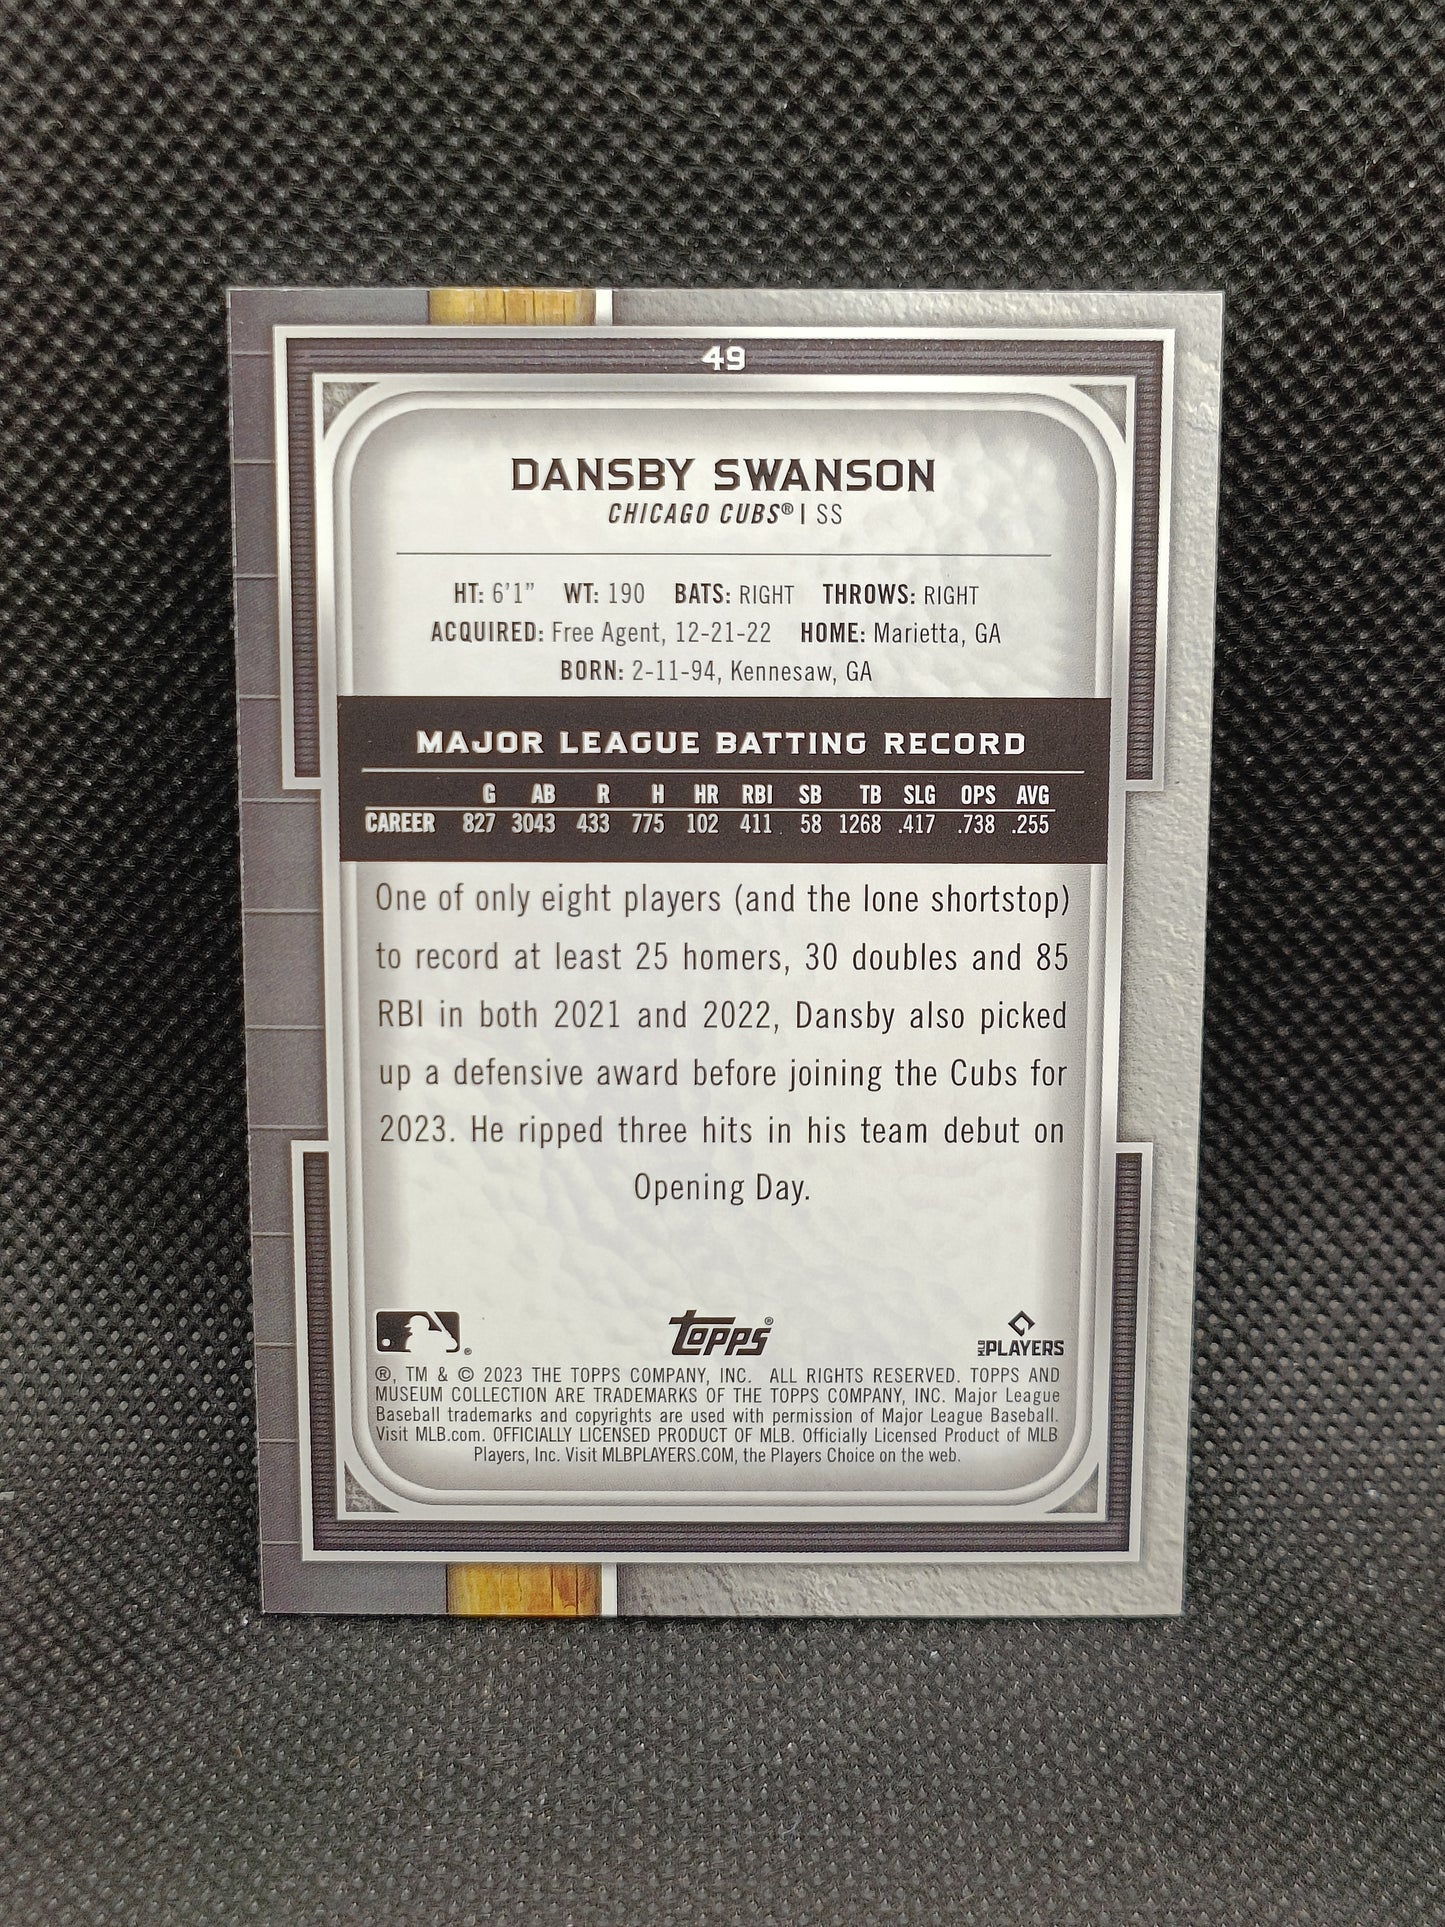 49
DANSBY SWANSON
CHICAGO CUBS® | SS
HT: 6'1" WT: 190 BATS: RIGHT THROWS: RIGHT
ACQUIRED: Free Agent, 12-21-22 HOME: Marietta, GA
BORN: 2-11-94, Kennesaw, GA
MAJOR LEAGUE BATTING RECORD
G AB R H HR RBI SB TB SLG OPS AVG
CAREER 827 3043 433 775 102 411 58 1268 .417 .738 .255
One of only eight players (and the lone shortstop)
to record at least 25 homers, 30 doubles and 85
RBI in both 2021 and 2022, Dansby also picked
up a defensive award before joining the Cubs for
2023. He ripped three hits in his team debut on
Opening Day.
® topps® MLB PLAYERS
®, TM & © 2023 THE TOPPS COMPANY, INC. ALL RIGHTS RESERVED. TOPPS AND
MUSEUM COLLECTION ARE TRADEMARKS OF THE TOPPS COMPANY, INC. Major League
Baseball trademarks and copyrights are used with permission of Major League Baseball.
Visit MLB.com. OFFICIALLY LICENSED PRODUCT OF MLB. Officially Licensed Product of MLB
Players, Inc. Visit MLBPLAYERS.COM, the Players Choice on the web.